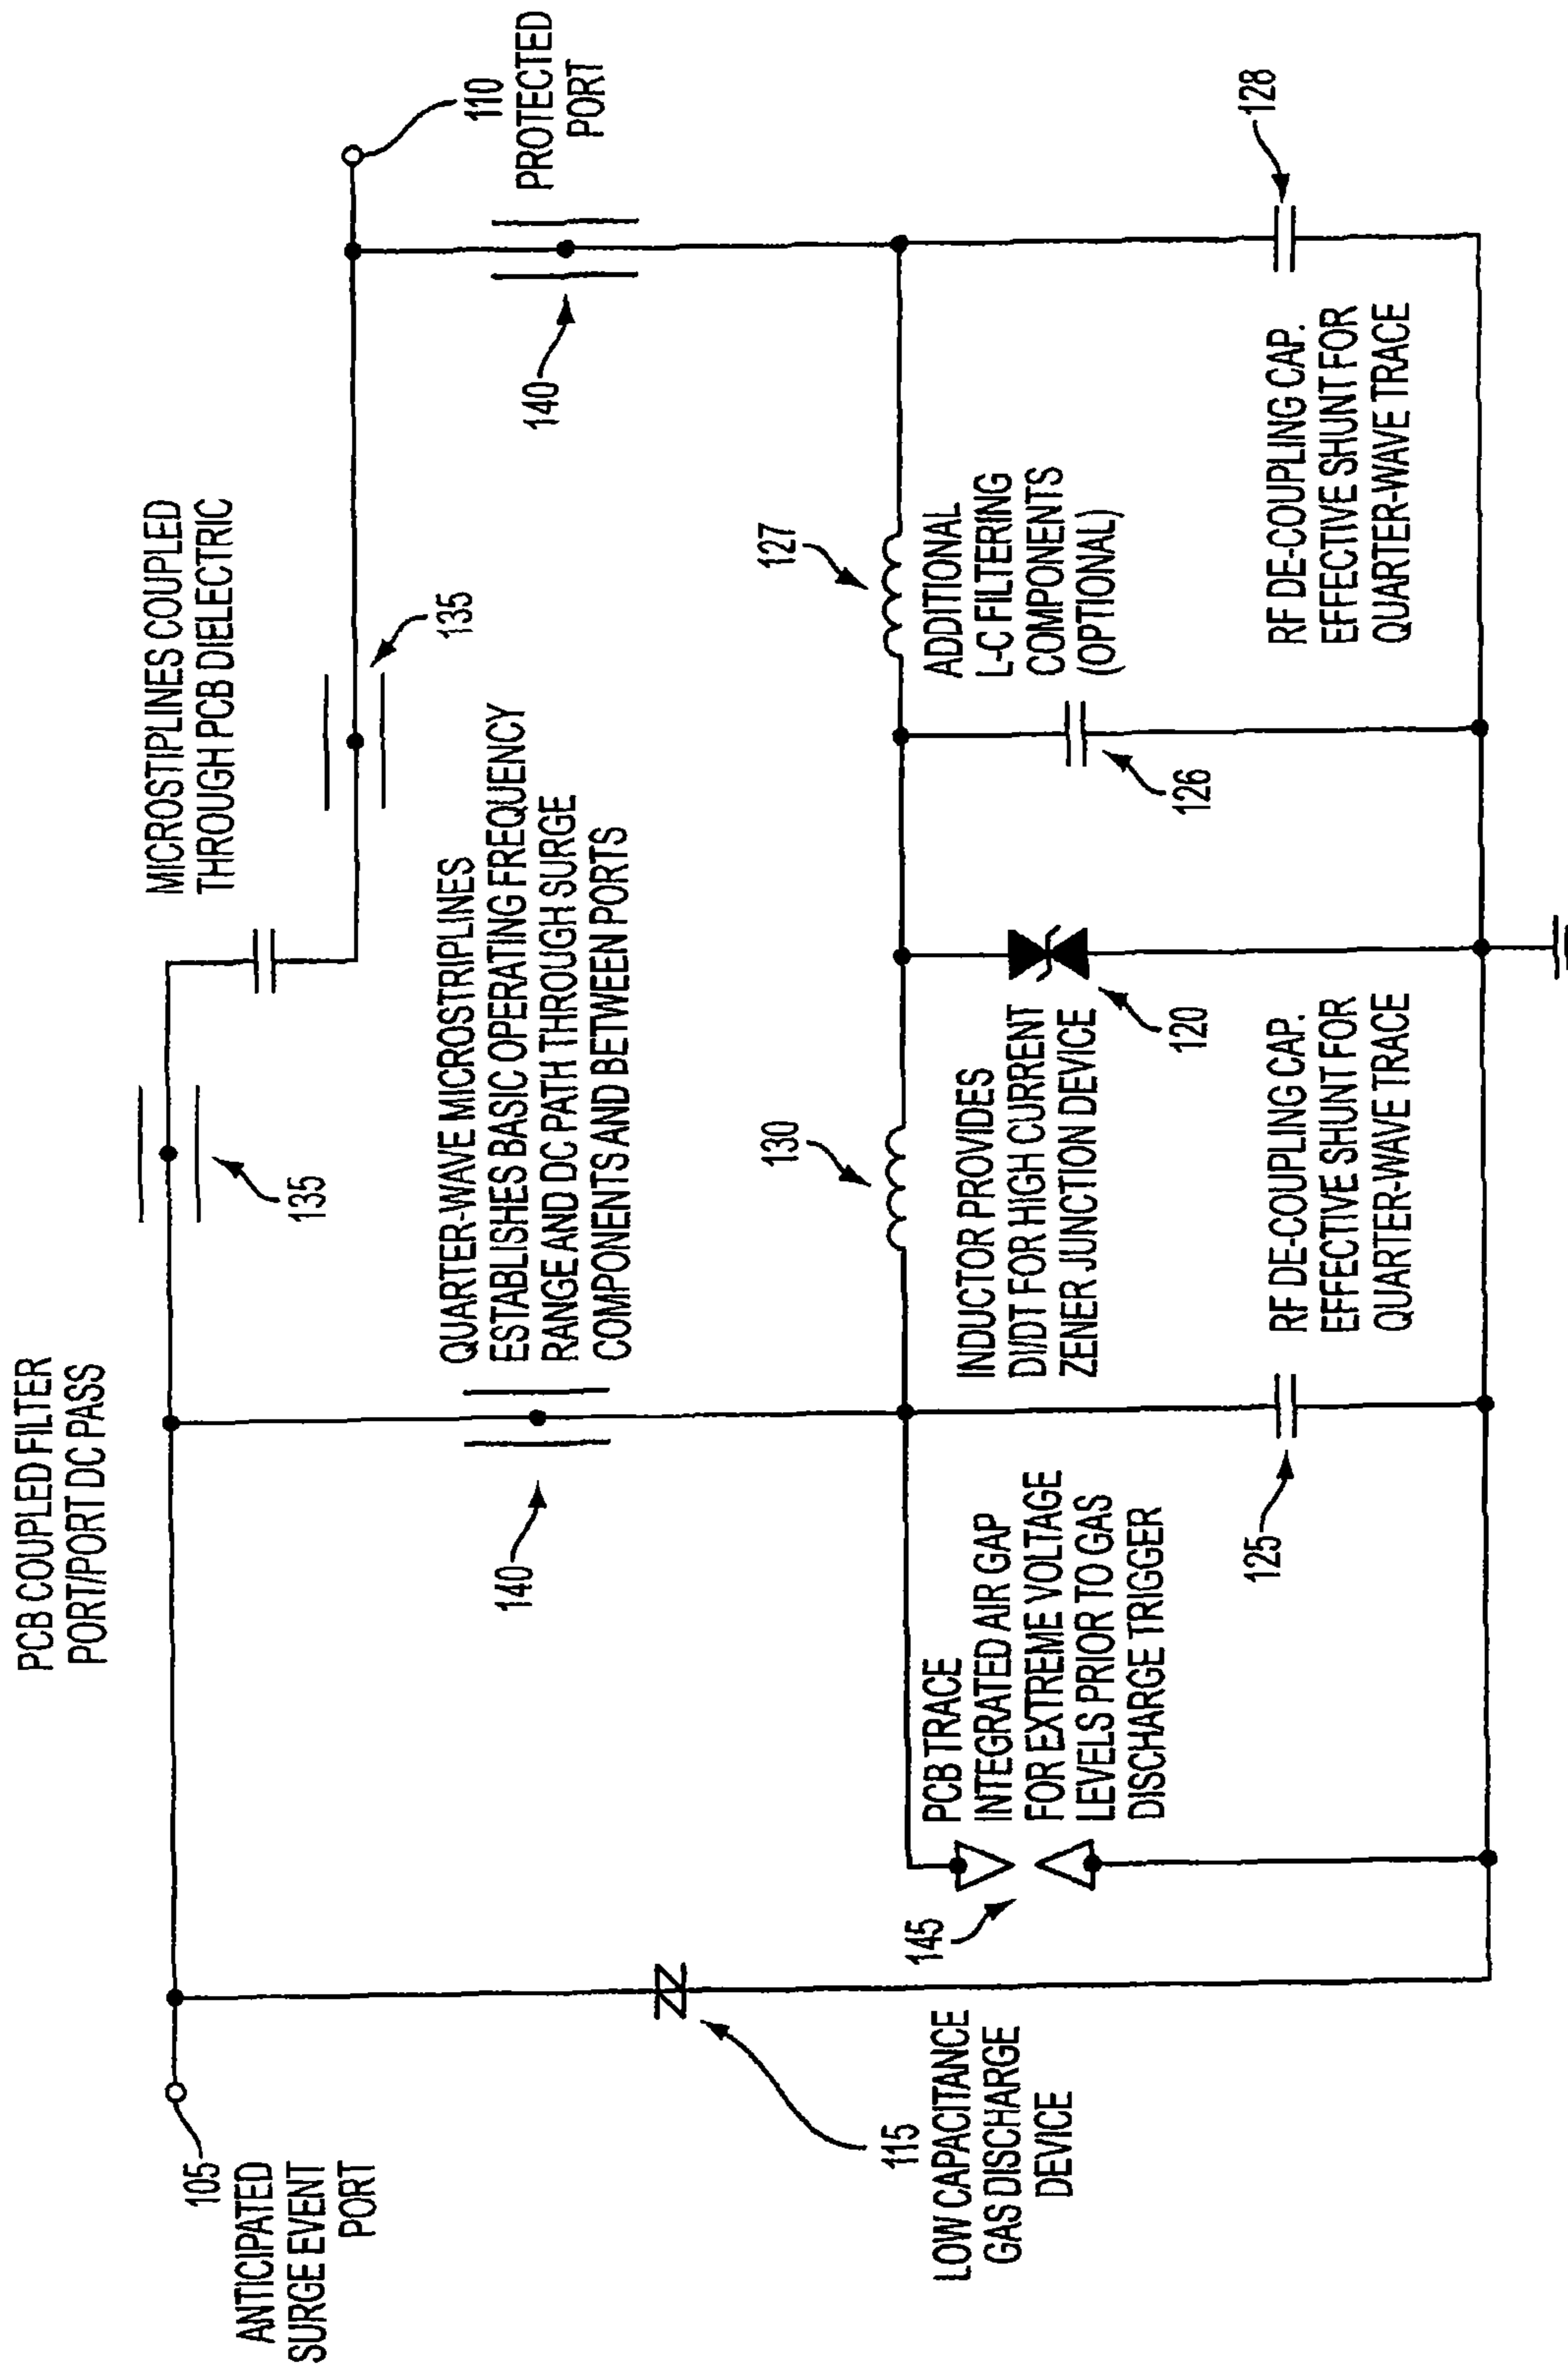 PCB COUPLED FILTER
PORT/PORT DC PASS
MICROSTIPLINES COUPLED
THROUGH PCB DIELECTRIC
135
135
105
ANTICIPATED
SURGE EVENT
PORT
110
PROTECTED
PORT
QUARTER-WAVE MICROSTRIPLINES
ESTABLISHES BASIC OPERATING FREQUENCY
RANGE AND DC PATH THROUGH SURGE
COMPONENTS AND BETWEEN PORTS
140
140
115
LOW CAPACITANCE
GAS DISCHARGE
DEVICE
145
PCB TRACE
INTEGRATED AIR GAP
FOR EXTREME VOLTAGE
LEVELS PRIOR TO GAS
DISCHARGE TRIGGER
130
INDUCTOR PROVIDES
DI/DT FOR HIGH CURRENT
ZENER JUNCTION DEVICE
120
127
ADDITIONAL
L-C FILTERING
COMPONENTS
(OPTIONAL)
126
125
RF DE-COUPLING CAP.
EFFECTIVE SHUNT FOR
QUARTER-WAVE TRACE
128
RF DE-COUPLING CAP.
EFFECTIVE SHUNT FOR
QUARTER-WAVE TRACE